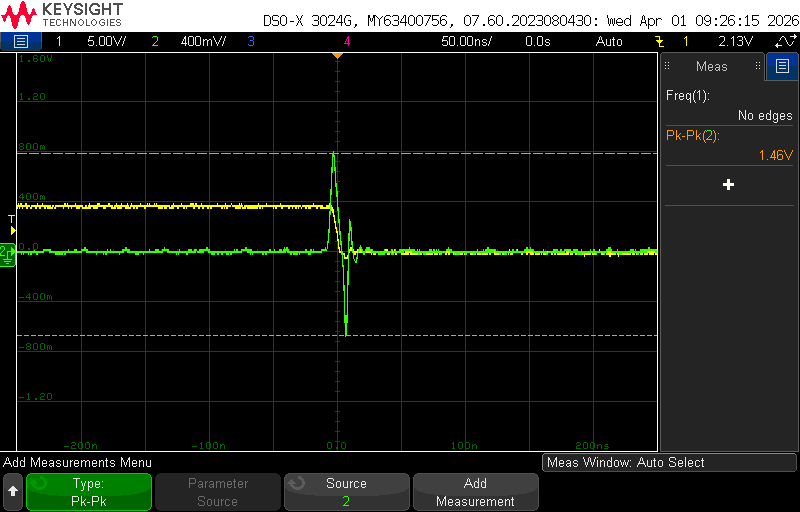 KEYSIGHT
TECHNOLOGIES
DSO-X 3024G, MY63400756, 07.60.2023080430: Wed Apr 01 09:26:15 2026
1 5.00V/ 2 400mV/ 3 4 50.00ns/ 0.0s Auto 1 2.13V
1.60V
1.20
800m
400m
0.0
-400m
-800m
-1.20
-200n -100n 0.0 100n 200ns
T
2
Meas
Freq(1):
No edges
Pk-Pk(2):
1.46V
Add Measurements Menu
Meas Window: Auto Select
Type:
Pk-Pk
Parameter
Source
Source
2
Add
Measurement